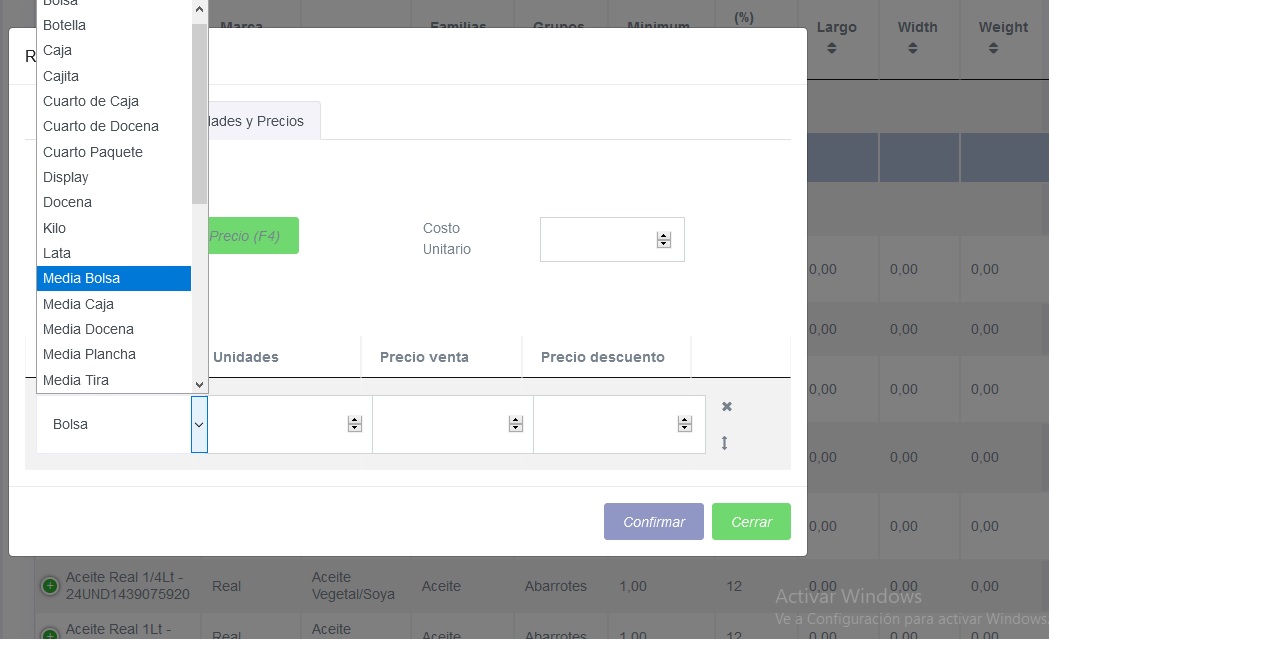 Bolsa
Botella
Caja
Cajita
Cuarto de Caja
Cuarto de Docena
Cuarto Paquete
Display
Docena
Kilo
Lata
Media Bolsa
Media Caja
Media Docena
Media Plancha
Media Tira
Marca
Familias
Grupos
Minimum
(%)
Largo
Width
Weight
R
dades y Precios
Precio (F4)
Costo
Unitario
Unidades
Precio venta
Precio descuento
Bolsa
Confirmar
Cerrar
0,00 0,00 0,00
0,00 0,00 0,00
0,00 0,00 0,00
0,00 0,00 0,00
0,00 0,00 0,00
Aceite Real 1/4Lt -
24UND1439075920
Real
Aceite
Vegetal/Soya
Aceite
Abarrotes
1,00
12
0,00 0,00 0,00
Aceite Real 1Lt -
Real
Aceite
Aceite
Abarrotes
1,00
12
0,00 0,00 0,00
Activar Windows
Ve a Configuración para activar Windows.